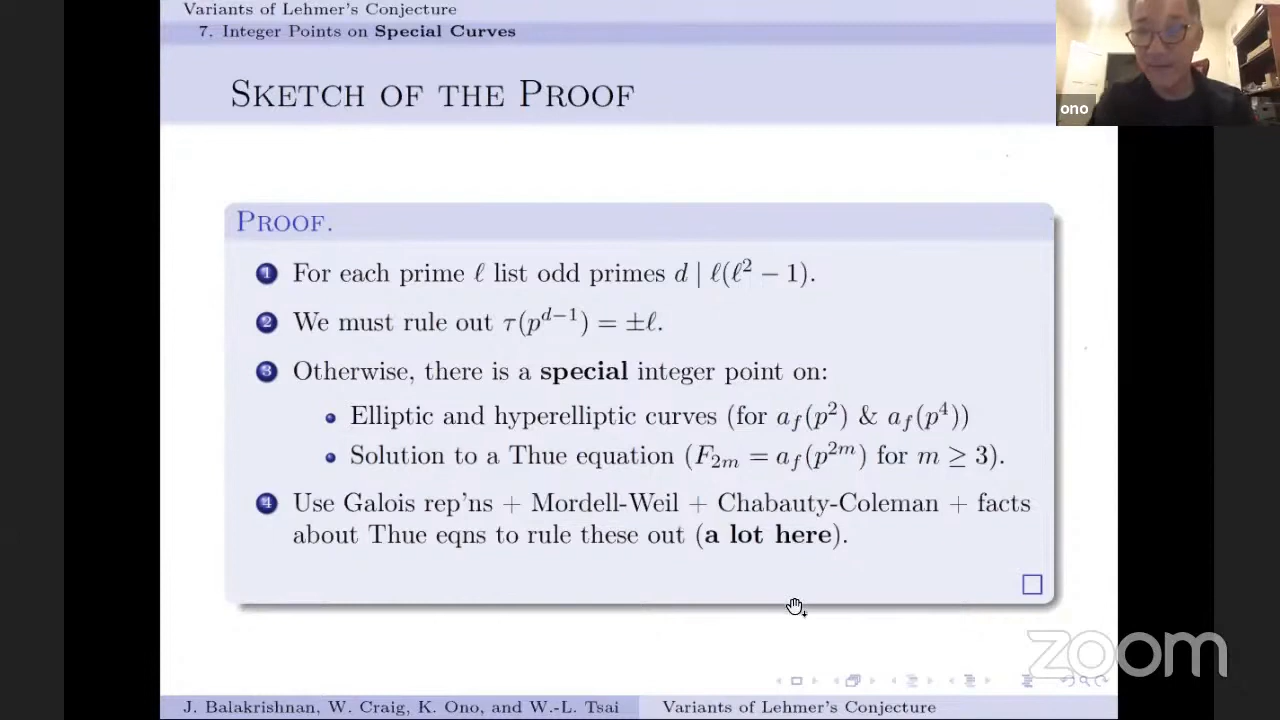 Variants of Lehmer's Conjecture
7. Integer Points on Special Curves
Sketch of the Proof
ono
Proof.
1 For each prime ℓ list odd primes d | ℓ(ℓ² − 1).
2 We must rule out τ(p^{d−1}) = ±ℓ.
3 Otherwise, there is a special integer point on:
• Elliptic and hyperelliptic curves (for a_f(p²) & a_f(p⁴))
• Solution to a Thue equation (F_{2m} = a_f(p^{2m}) for m ≥ 3).
4 Use Galois rep'ns + Mordell-Weil + Chabauty-Coleman + facts
about Thue eqns to rule these out (a lot here).
zoom
J. Balakrishnan, W. Craig, K. Ono, and W.-L. Tsai
Variants of Lehmer's Conjecture